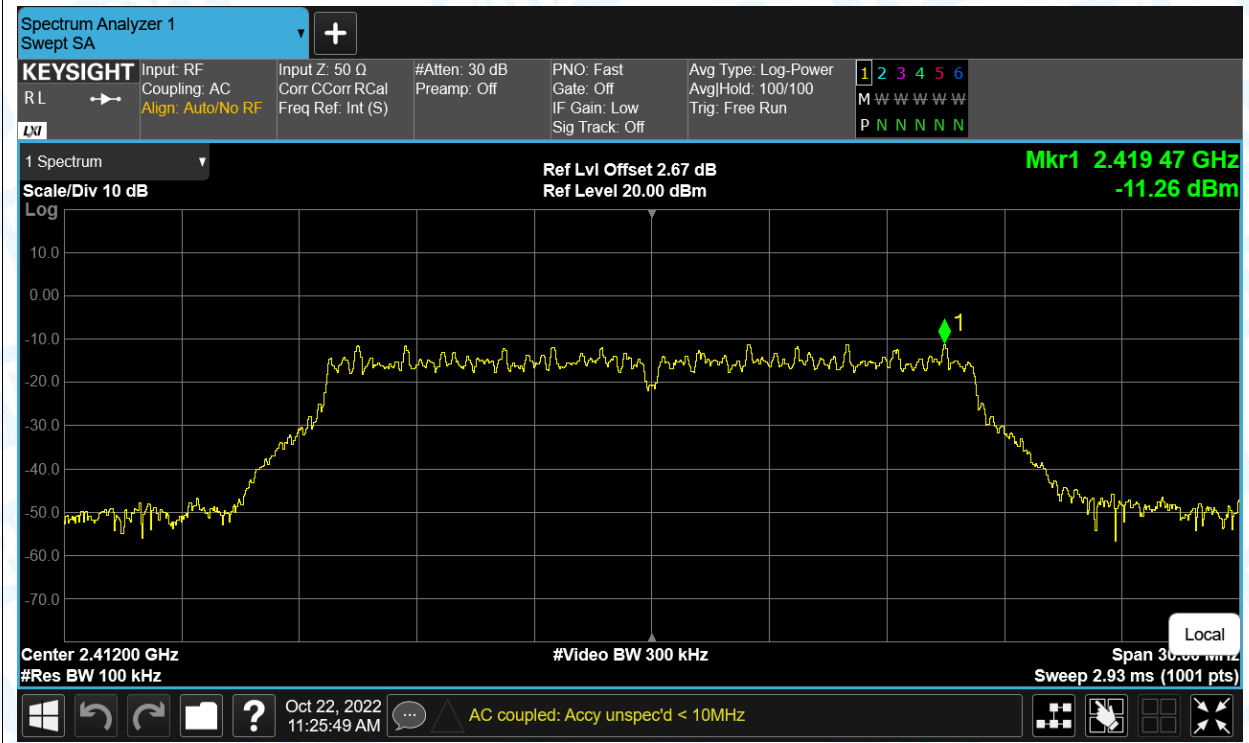 Spectrum Analyzer 1
Swept SA
KEYSIGHT
R L
LXI
Input: RF
Coupling: AC
Align: Auto/No RF
Input Z: 50 Ω
Corr CCorr RCal
Freq Ref: Int (S)
#Atten: 30 dB
Preamp: Off
PNO: Fast
Gate: Off
IF Gain: Low
Sig Track: Off
Avg Type: Log-Power
Avg|Hold: 100/100
Trig: Free Run
1 2 3 4 5 6
M W W W W W
P N N N N N
1 Spectrum
Scale/Div 10 dB
Log
Ref Lvl Offset 2.67 dB
Ref Level 20.00 dBm
Mkr1 2.419 47 GHz
-11.26 dBm
10.0
0.00
-10.0
-20.0
-30.0
-40.0
-50.0
-60.0
-70.0
1
Local
Center 2.41200 GHz
#Res BW 100 kHz
#Video BW 300 kHz
Span 30.00 MHz
Sweep 2.93 ms (1001 pts)
?
Oct 22, 2022
11:25:49 AM
AC coupled: Accy unspec'd < 10MHz